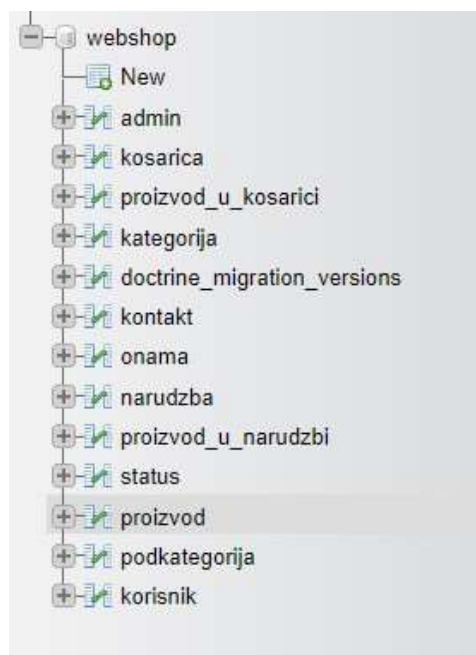 webshop
New
admin
kosarica
proizvod_u_kosarici
kategorija
doctrine_migration_versions
kontakt
onama
narudzba
proizvod_u_narudzbi
status
proizvod
podkategorija
korisnik